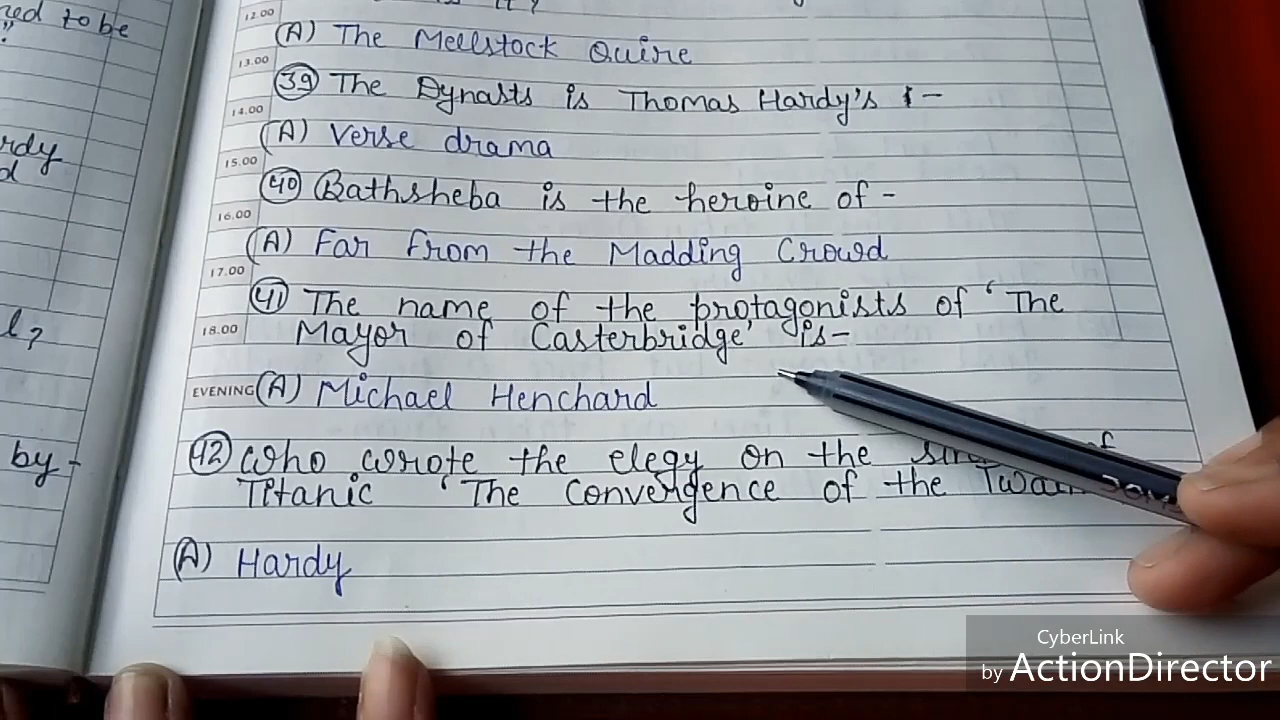 red to be
12.00
(A) The Mellstock Quire
13.00
(39) The Dynasts is Thomas Hardy's :-
14.00
(A) Verse drama
15.00
(40) Bathsheba is the heroine of -
16.00
(A) Far From the Madding Crowd
17.00
(41) The name of the protagonists of 'The
18.00
Mayor of Casterbridge' is-
EVENING (A) Michael Henchard
(42) Who wrote the elegy on the of
Titanic 'The Convergence of the
(A) Hardy
rdy
d
l?
by -
CyberLink
by ActionDirector